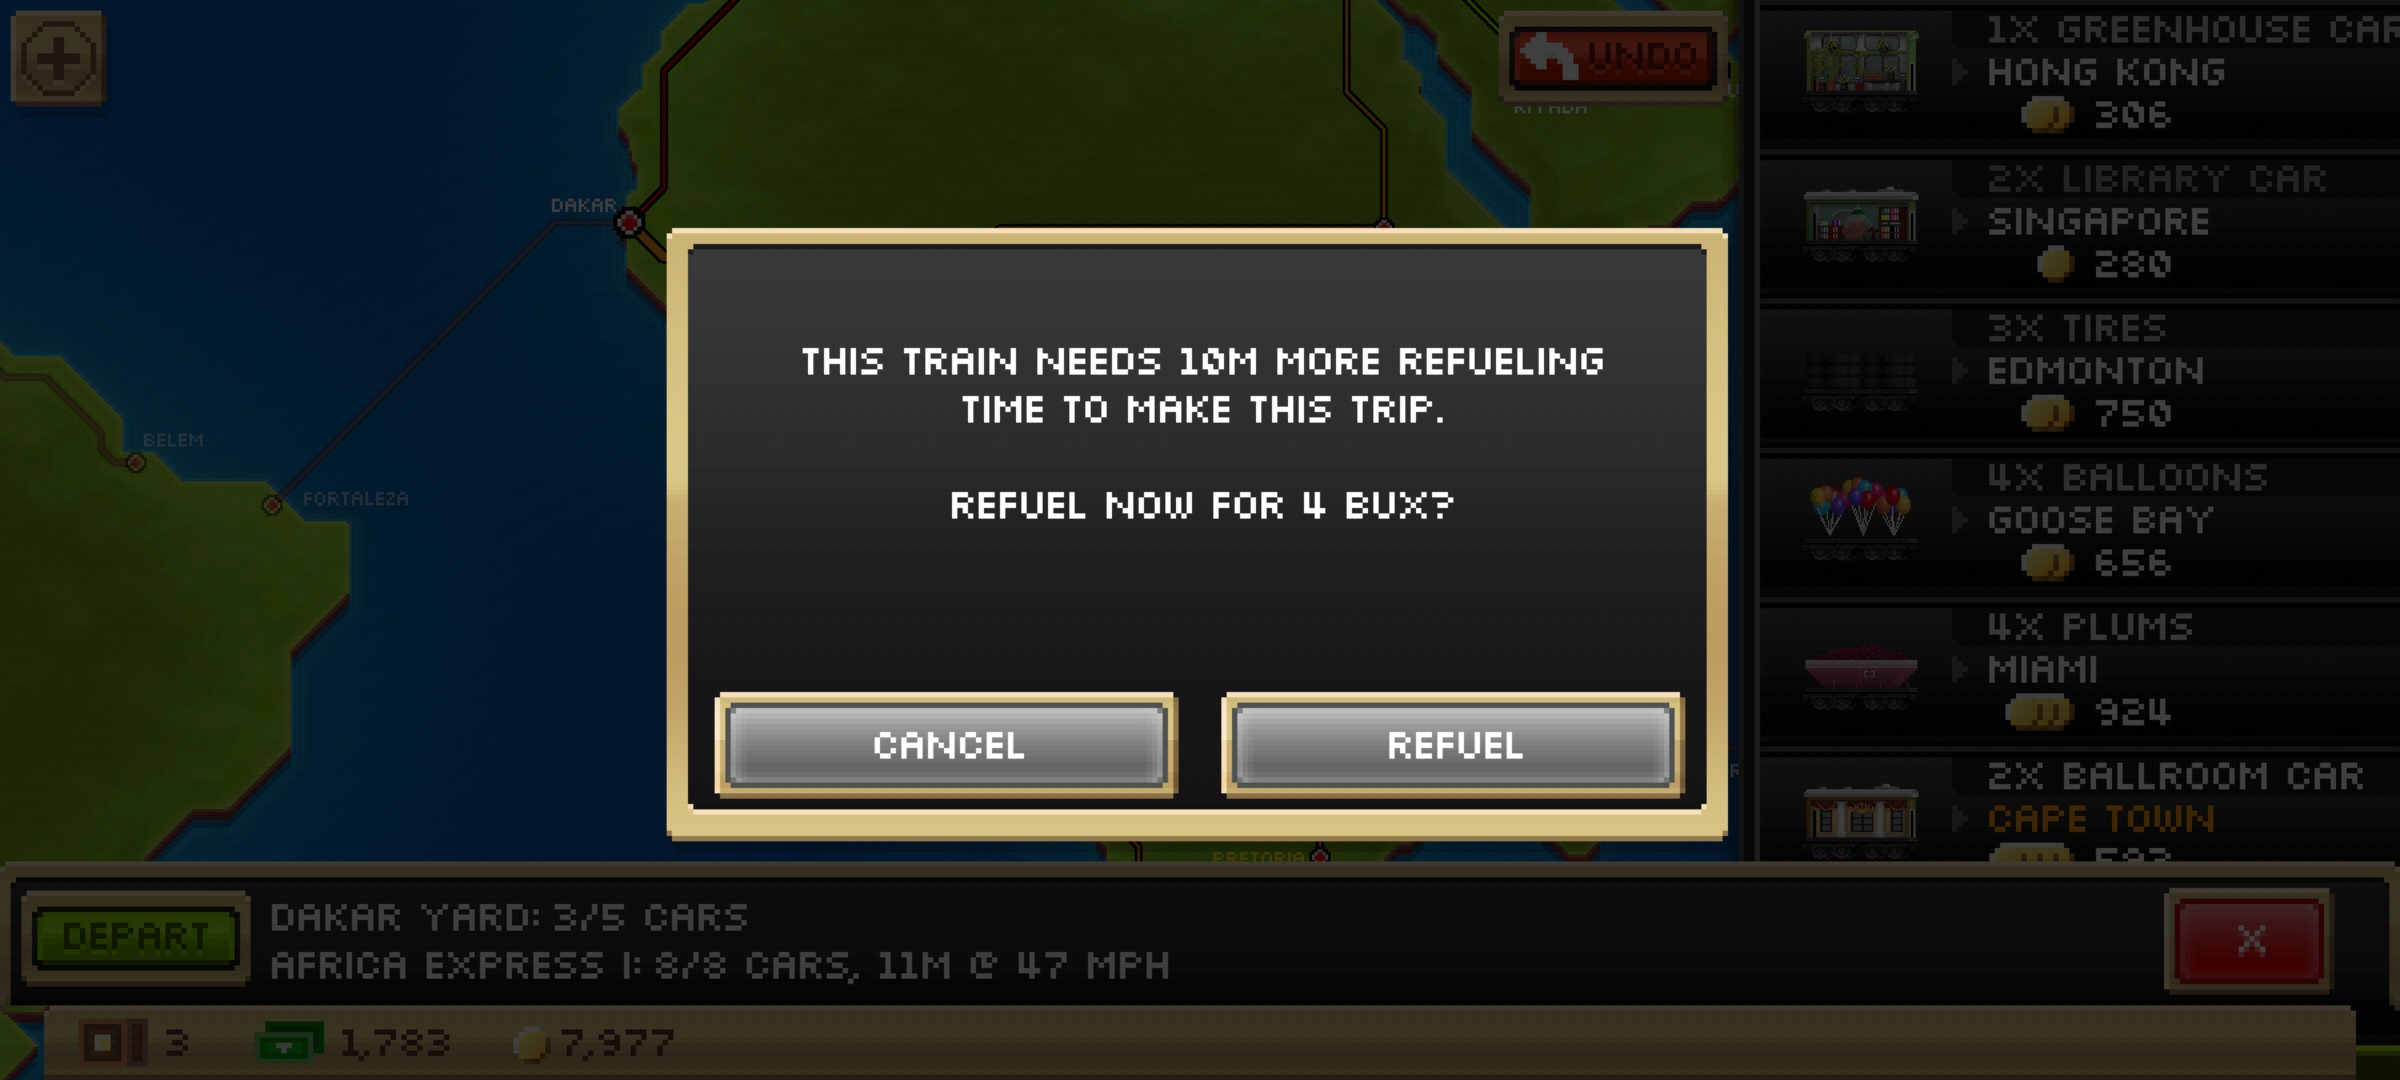 UNDO
1X GREENHOUSE CAR
HONG KONG
306
2X LIBRARY CAR
SINGAPORE
280
3X TIRES
EDMONTON
750
4X BALLOONS
GOOSE BAY
656
4X PLUMS
MIAMI
924
2X BALLROOM CAR
CAPE TOWN
DAKAR
BELEM
FORTALEZA
THIS TRAIN NEEDS 10M MORE REFUELING
TIME TO MAKE THIS TRIP.
REFUEL NOW FOR 4 BUX?
CANCEL
REFUEL
PRETORIA
DEPART
DAKAR YARD: 3/5 CARS
AFRICA EXPRESS I: 8/8 CARS, 11M @ 47 MPH
X
3
1,783
7,977